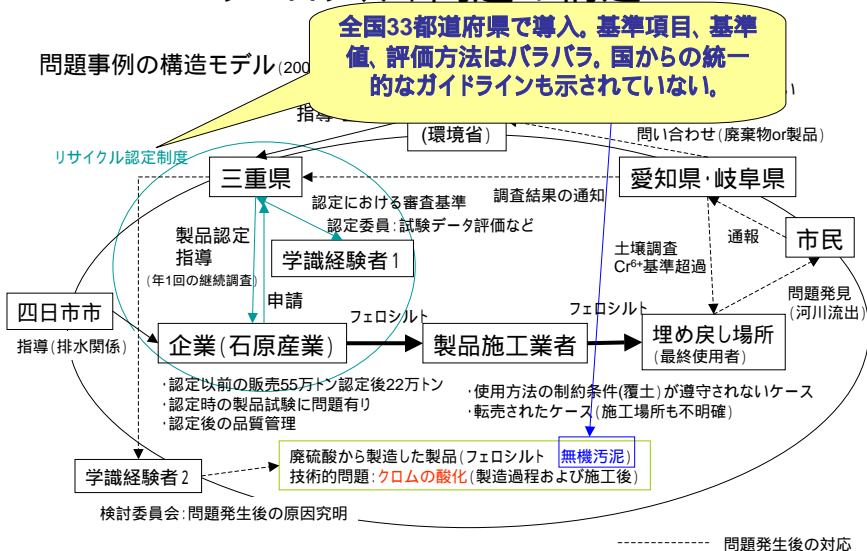 全国33都道府県で導入。基準項目、基準
値、評価方法はバラバラ。国からの統一
的なガイドラインも示されていない。
問題事例の構造モデル(200
い
指導
(環境省)
問い合わせ(廃棄物or製品)
リサイクル認定制度
三重県
愛知県・岐阜県
調査結果の通知
認定における審査基準
認定委員:試験データ評価など
製品認定
指導
(年1回の継続調査)
学識経験者1
通報
市民
土壌調査
Cr6+基準超過
申請
問題発見
(河川流出)
四日市市
指導(排水関係)
フェロシルト
フェロシルト
企業(石原産業)
製品施工業者
埋め戻し場所
(最終使用者)
・認定以前の販売55万トン認定後22万トン
・認定時の製品試験に問題有り
・認定後の品質管理
・使用方法の制約条件(覆土)が遵守されないケース
・転売されたケース(施工場所も不明確)
廃硫酸から製造した製品(フェロシルト 無機汚泥)
技術的問題:クロムの酸化(製造過程および施工後)
学識経験者2
検討委員会:問題発生後の原因究明
問題発生後の対応